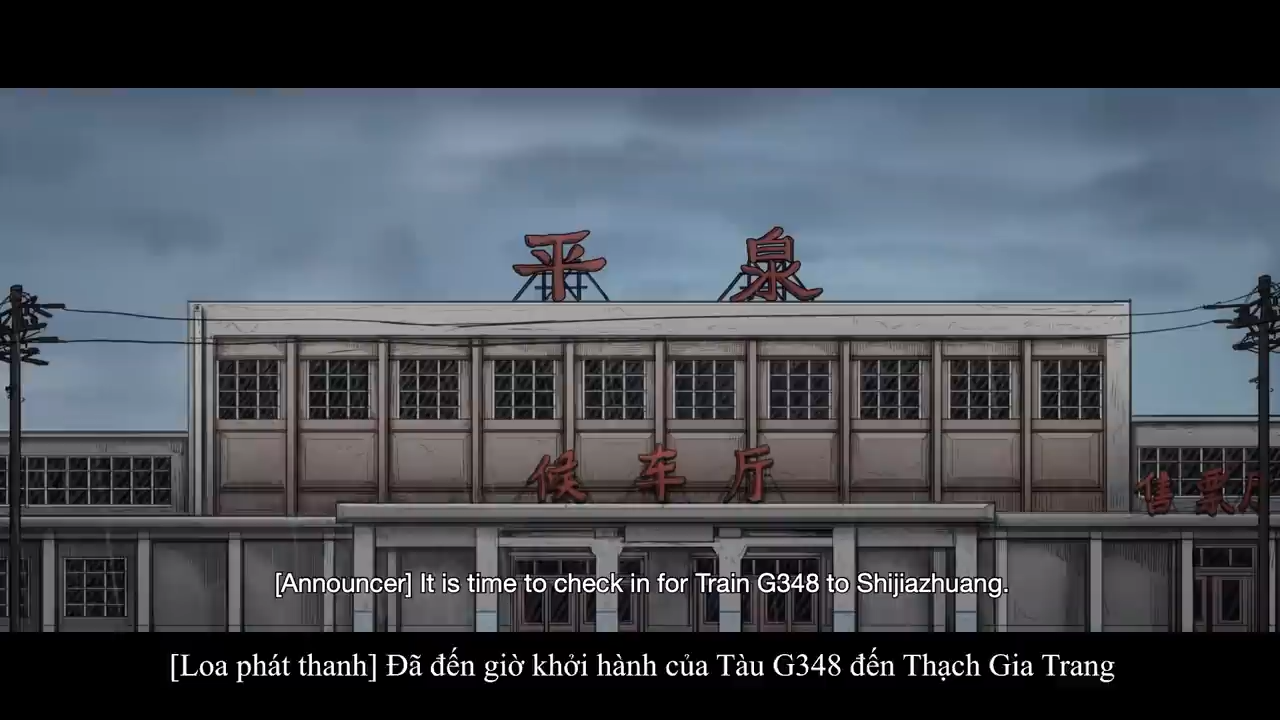 平泉
候车厅
售票厅
[Announcer] It is time to check in for Train G348 to Shijiazhuang.
[Loa phát thanh] Đã đến giờ khởi hành của Tàu G348 đến Thạch Gia Trang